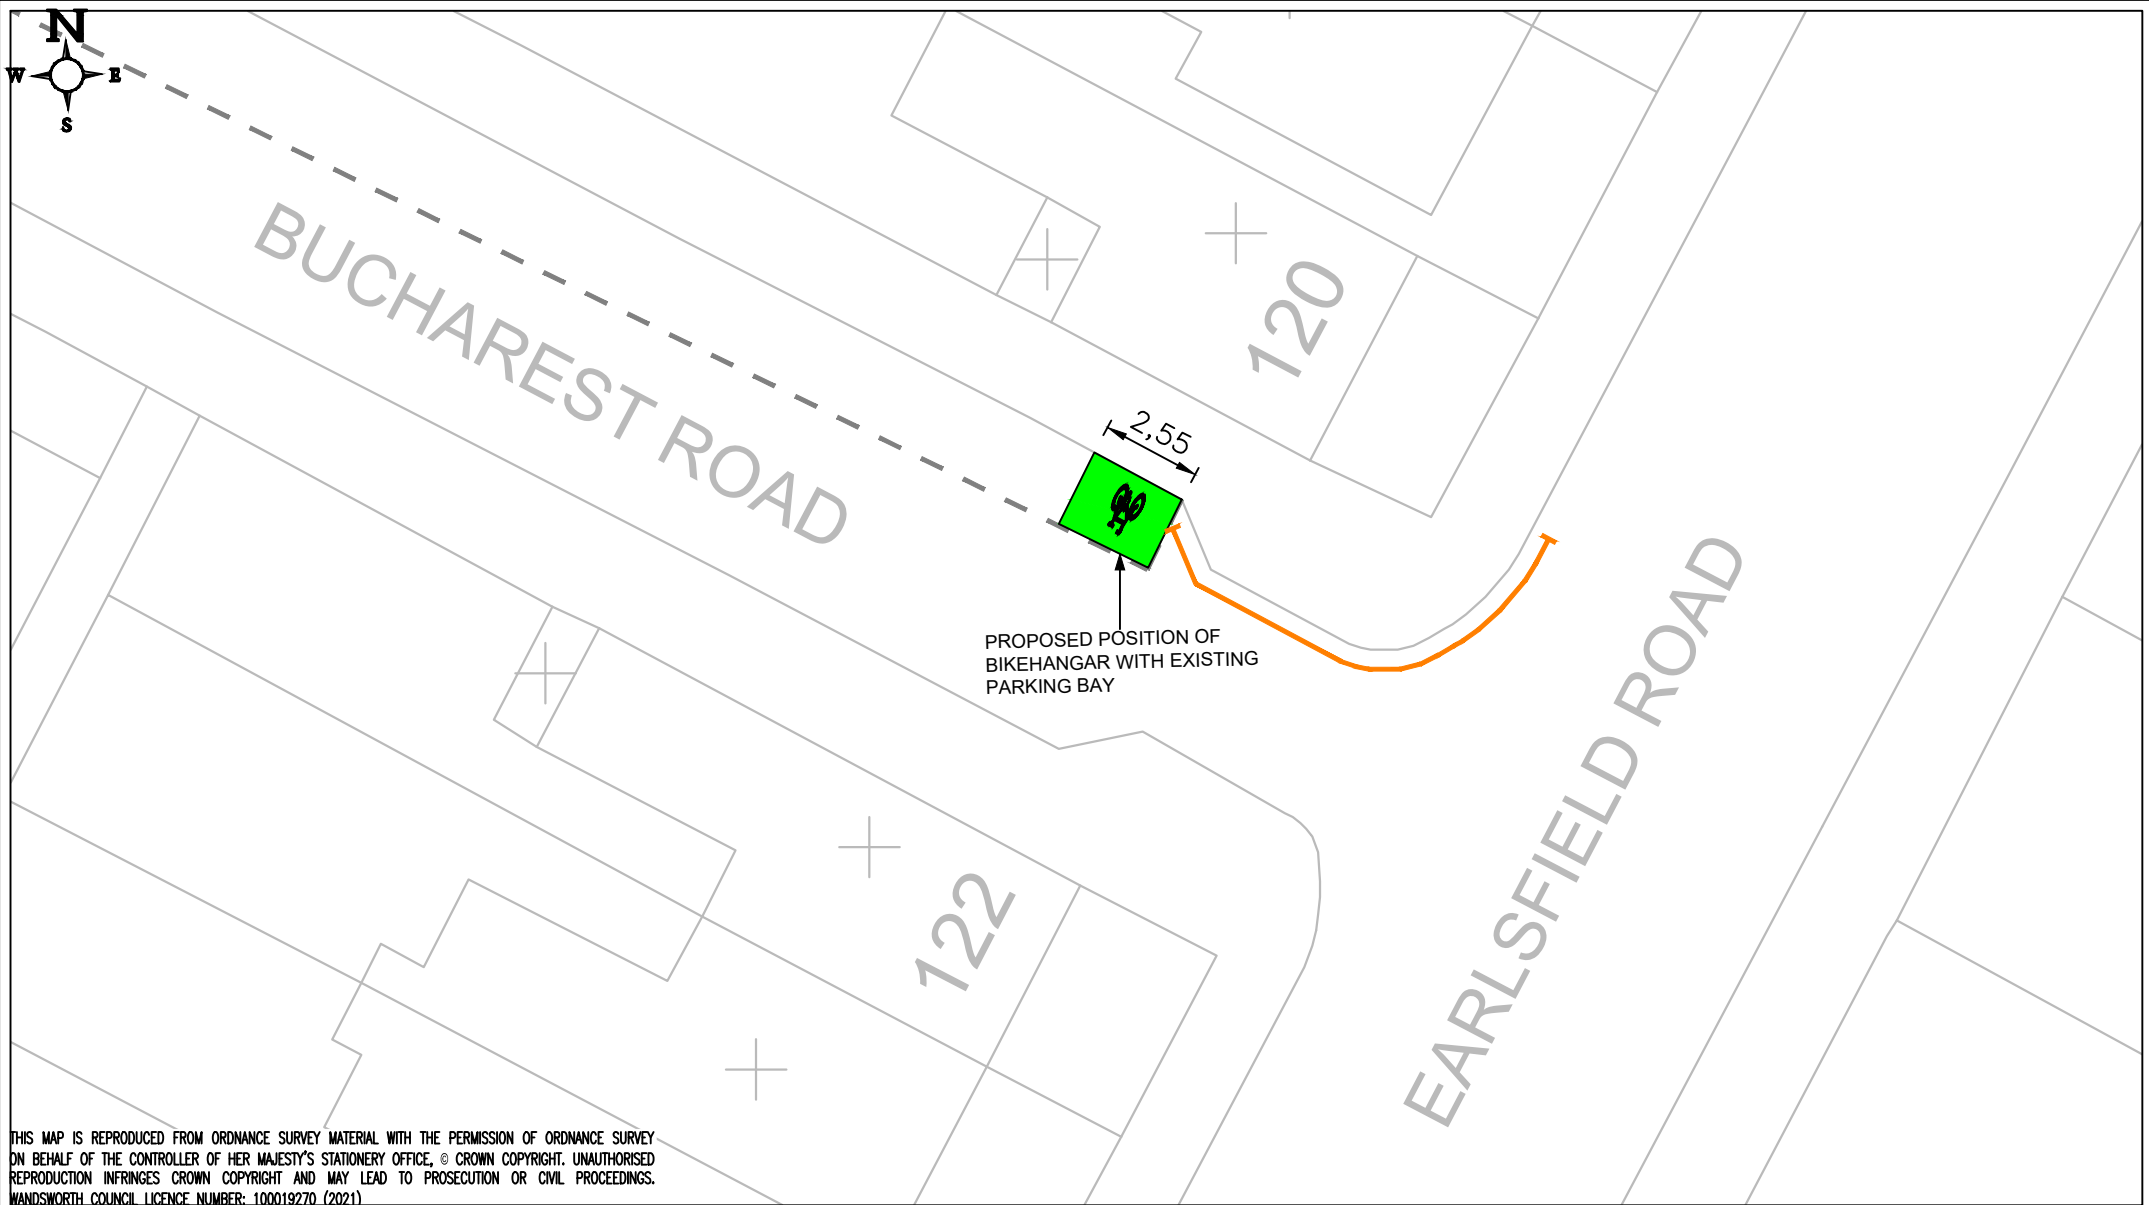 N
W E
S
BUCHAREST ROAD
120
2,55
PROPOSED POSITION OF
BIKEHANGAR WITH EXISTING
PARKING BAY
EARLSFIELD ROAD
122
THIS MAP IS REPRODUCED FROM ORDNANCE SURVEY MATERIAL WITH THE PERMISSION OF ORDNANCE SURVEY
ON BEHALF OF THE CONTROLLER OF HER MAJESTY'S STATIONERY OFFICE, © CROWN COPYRIGHT. UNAUTHORISED
REPRODUCTION INFRINGES CROWN COPYRIGHT AND MAY LEAD TO PROSECUTION OR CIVIL PROCEEDINGS.
WANDSWORTH COUNCIL LICENCE NUMBER: 100019270 (2021)